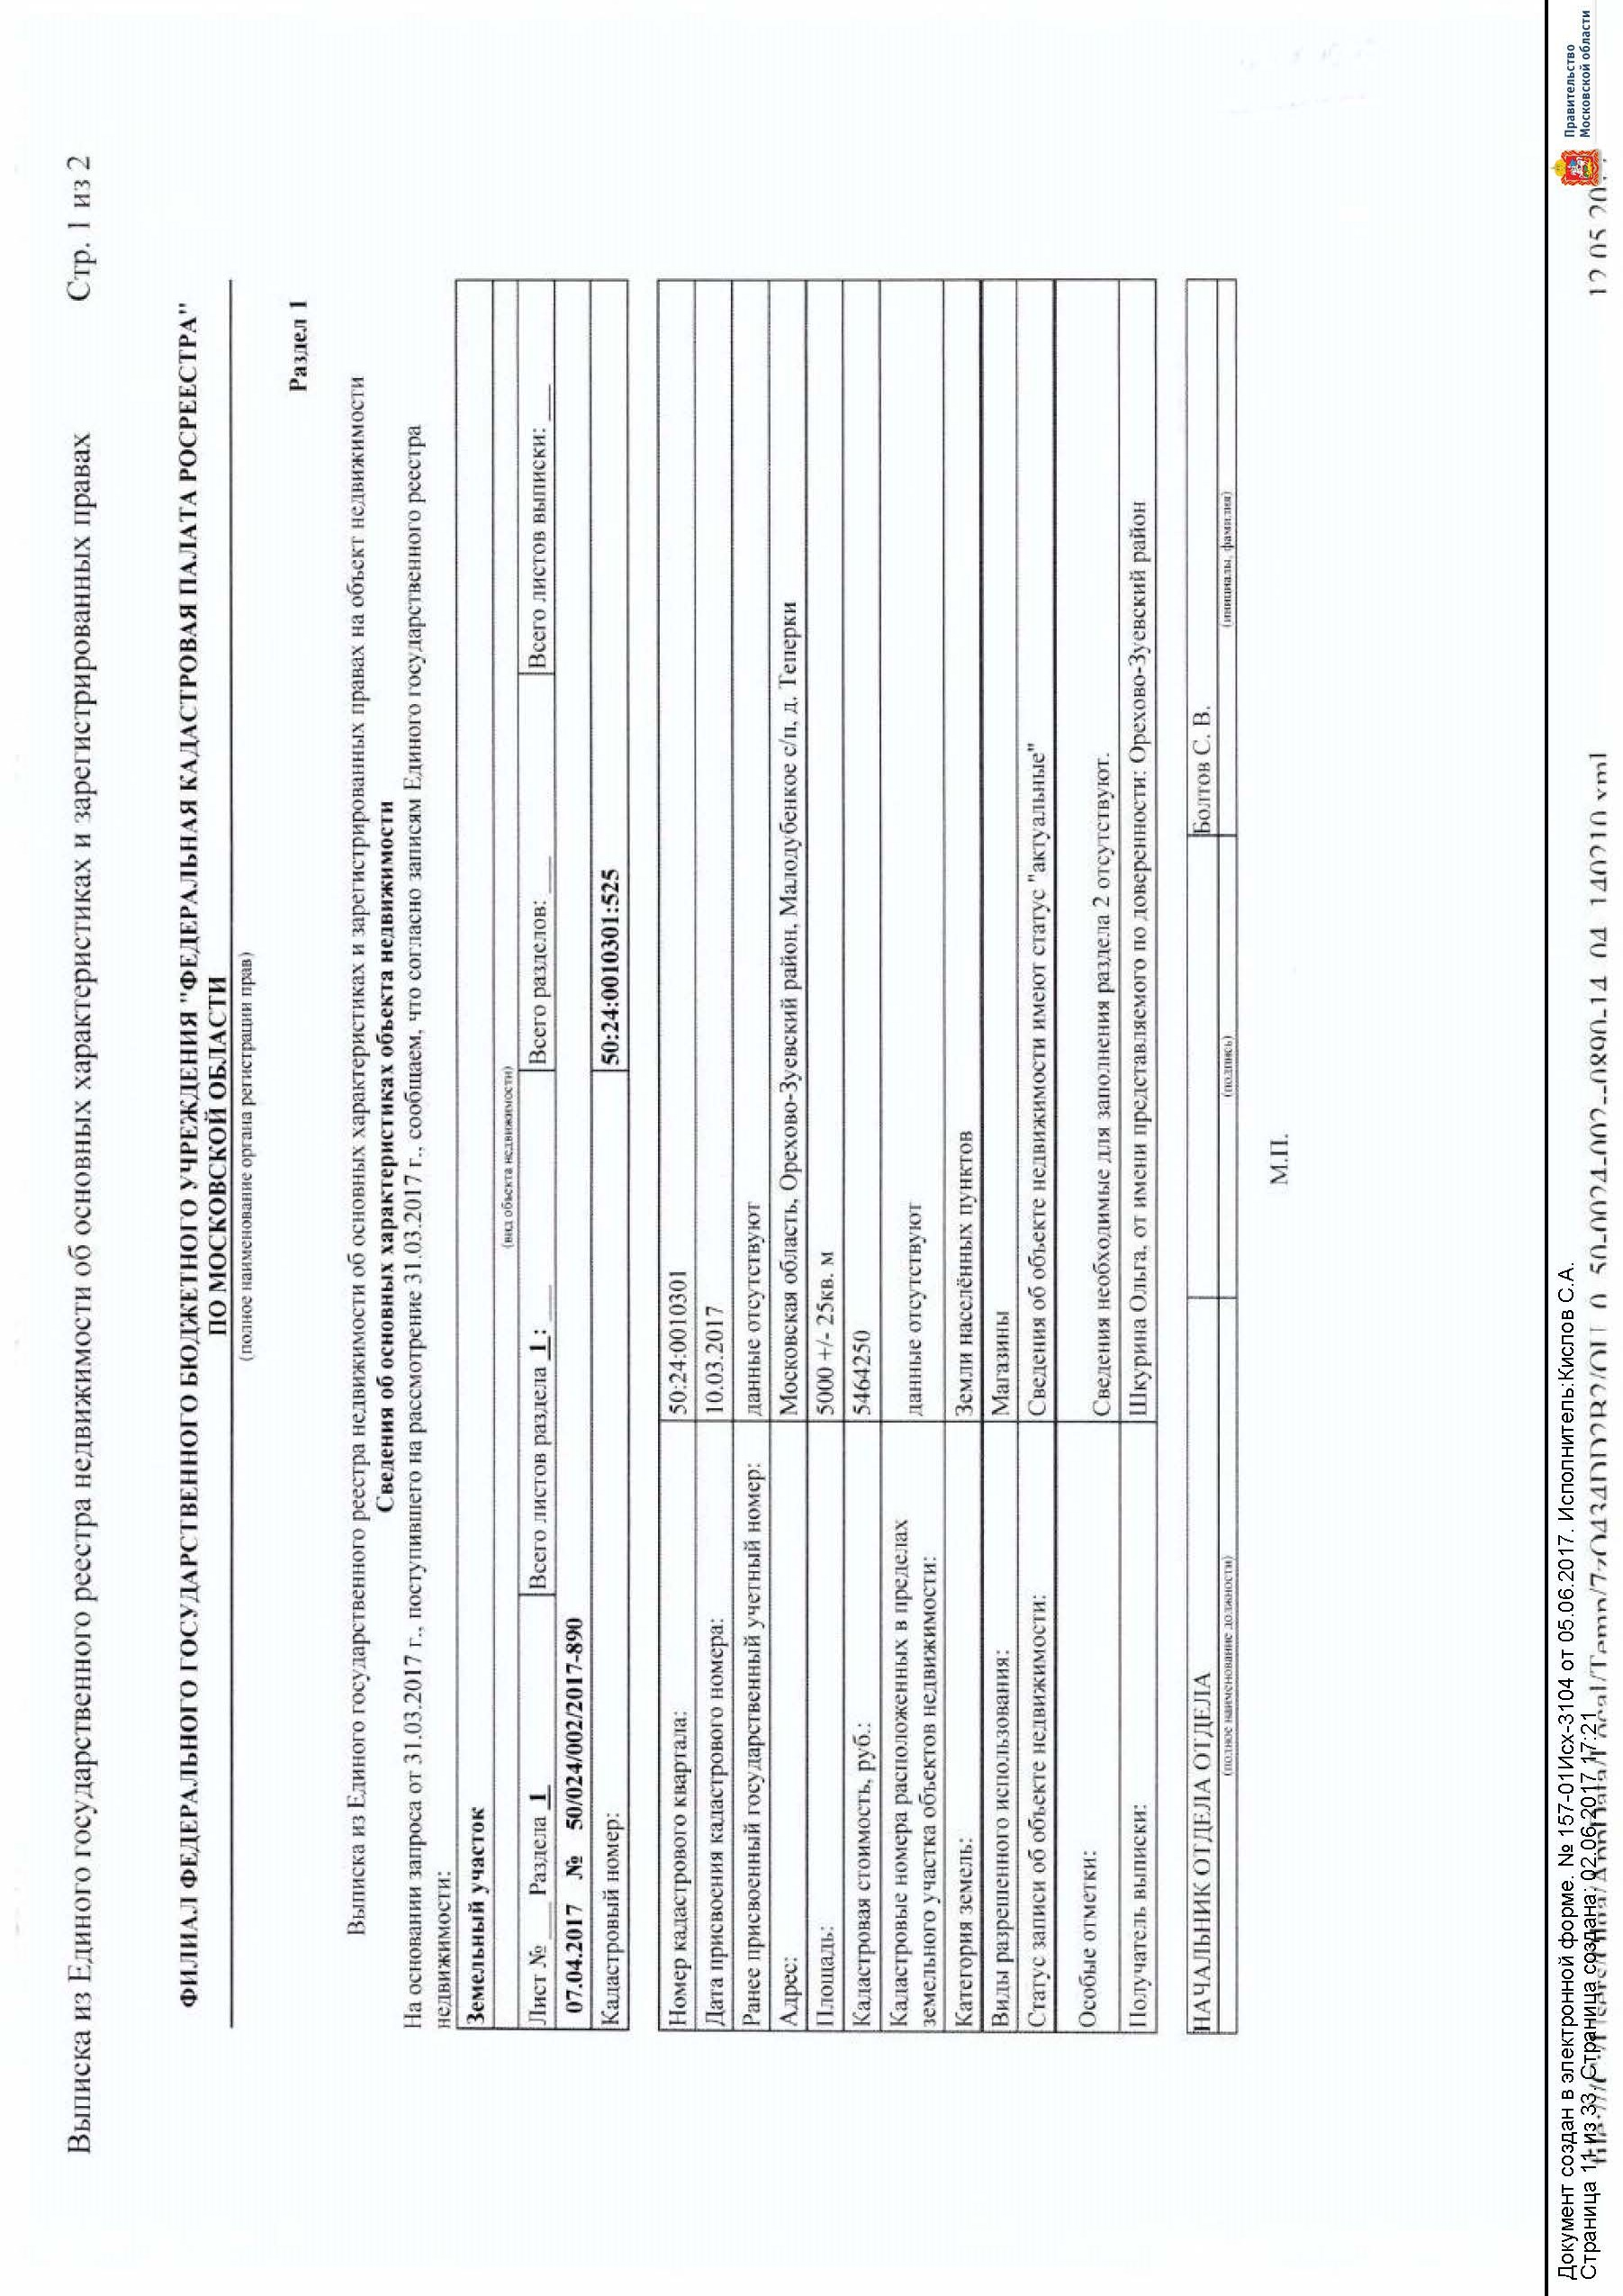 Выписка из Единого государственного реестра недвижимости об основных характеристиках и зарегистрированных правах Стр. 1 из 2
ФИЛИАЛ ФЕДЕРАЛЬНОГО ГОСУДАРСТВЕННОГО БЮДЖЕТНОГО УЧРЕЖДЕНИЯ "ФЕДЕРАЛЬНАЯ КАДАСТРОВАЯ ПАЛАТА РОСРЕЕСТРА"
ПО МОСКОВСКОЙ ОБЛАСТИ
(полное наименование органа регистрации прав)
Раздел 1
Выписка из Единого государственного реестра недвижимости об основных характеристиках и зарегистрированных правах на объект недвижимости
Сведения об основных характеристиках объекта недвижимости
На основании запроса от 31.03.2017 г., поступившего на рассмотрение 31.03.2017 г., сообщаем, что согласно записям Единого государственного реестра
недвижимости:
Земельный участок
(вид объекта недвижимости)
Лист № ___ Раздела 1 Всего листов раздела 1: ___ Всего разделов: ___ Всего листов выписки: ___
07.04.2017 № 50/024/002/2017-890
Кадастровый номер: 50:24:0010301:525
Номер кадастрового квартала: 50:24:0010301
Дата присвоения кадастрового номера: 10.03.2017
Ранее присвоенный государственный учетный номер: данные отсутствуют
Адрес: Московская область, Орехово-Зуевский район, Малодубенкое с/п, д. Теперки
Площадь: 5000 +/- 25кв. м
Кадастровая стоимость, руб.: 5464250
Кадастровые номера расположенных в пределах
земельного участка объектов недвижимости: данные отсутствуют
Категория земель: Земли населённых пунктов
Виды разрешенного использования: Магазины
Статус записи об объекте недвижимости: Сведения об объекте недвижимости имеют статус "актуальные"
Особые отметки: Сведения необходимые для заполнения раздела 2 отсутствуют.
Получатель выписки: Шкурина Ольга, от имени представляемого по доверенности: Орехово-Зуевский район
НАЧАЛЬНИК ОТДЕЛА ОТДЕЛА Болтов С. В.
(полное наименование должности) (подпись) (инициалы, фамилия)
М.П.
Документ создан в электронной форме. № 157-01Исх-3104 от 05.06.2017. Исполнитель:Кислов С.А.
Страница 11 из 33. Страница создана: 02.06.2017 17:21
Правительство
Московской области